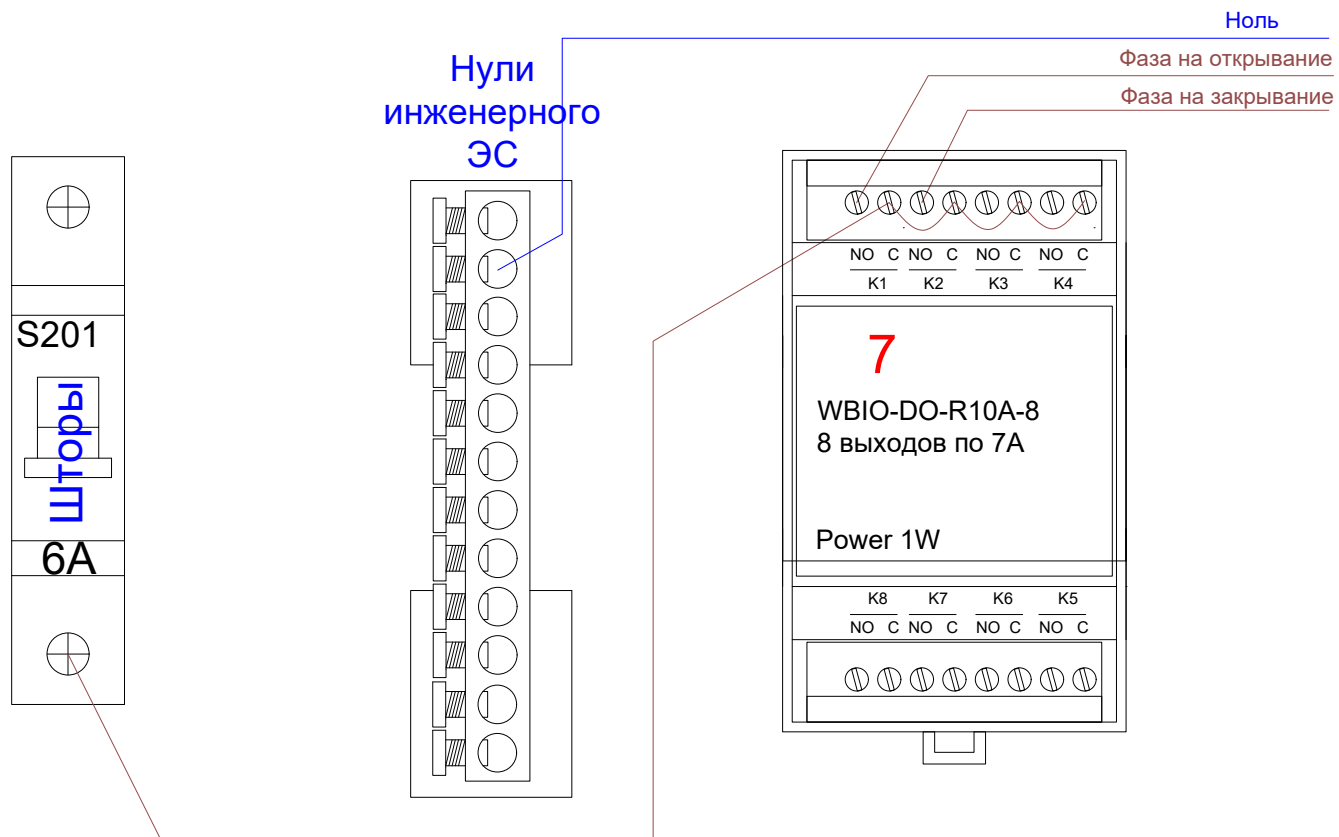 Ноль
Фаза на открывание
Фаза на закрывание
Нули
инженерного
ЭС
S201
Шторы
6A
NO C NO C NO C NO C
K1 K2 K3 K4
7
WBIO-DO-R10A-8
8 выходов по 7А
Power 1W
K8 K7 K6 K5
NO C NO C NO C NO C